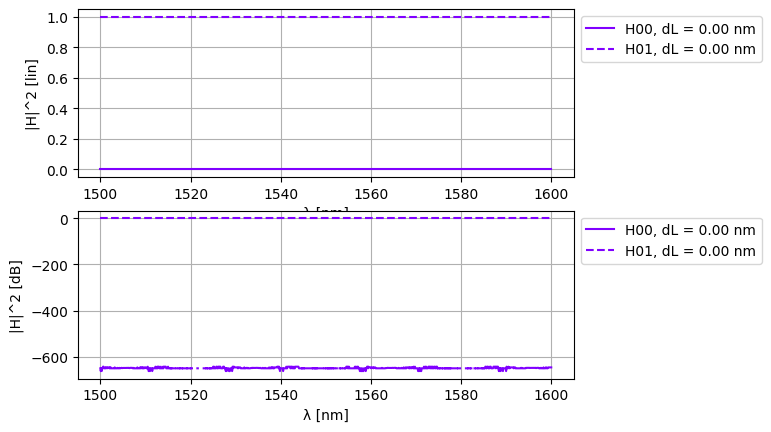 1.0
0.8
0.6
0.4
0.2
0.0
|H|^2 [lin]
1500 1520 1540 1560 1580 1600
λ [nm]
H00, dL = 0.00 nm
H01, dL = 0.00 nm
0
−200
−400
−600
|H|^2 [dB]
1500 1520 1540 1560 1580 1600
λ [nm]
H00, dL = 0.00 nm
H01, dL = 0.00 nm